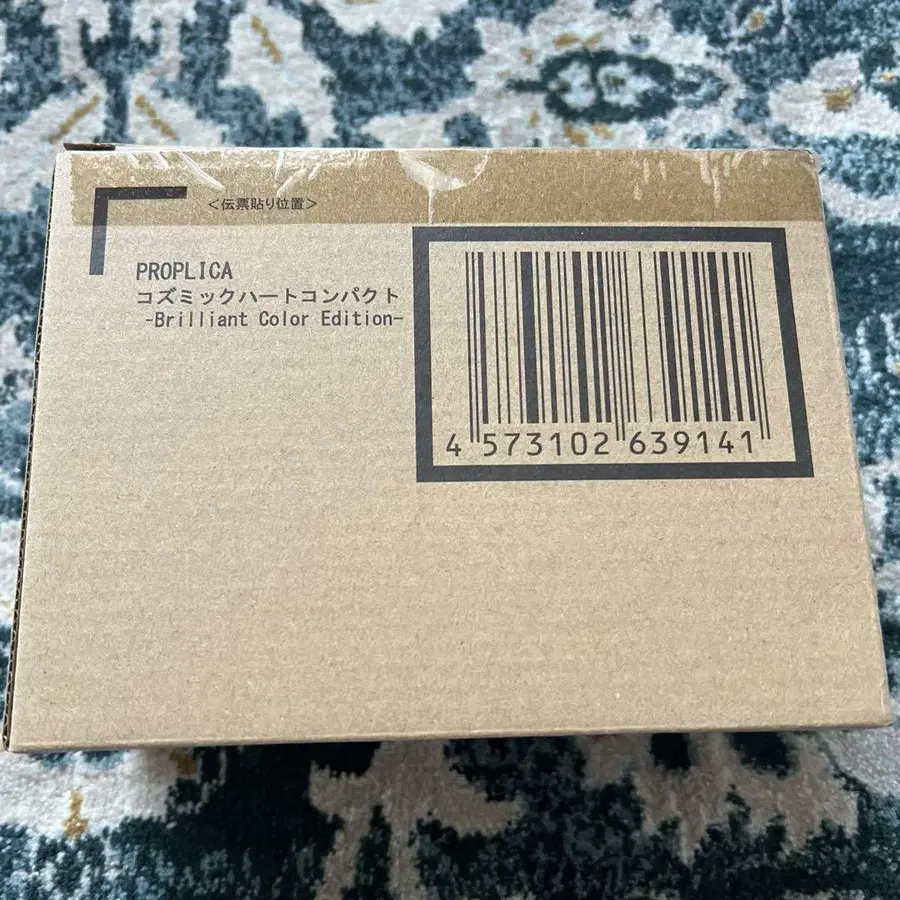 <伝票貼り位置>
PROPLICA
コズミックハートコンパクト
-Brilliant Color Edition-
4 573102 639141